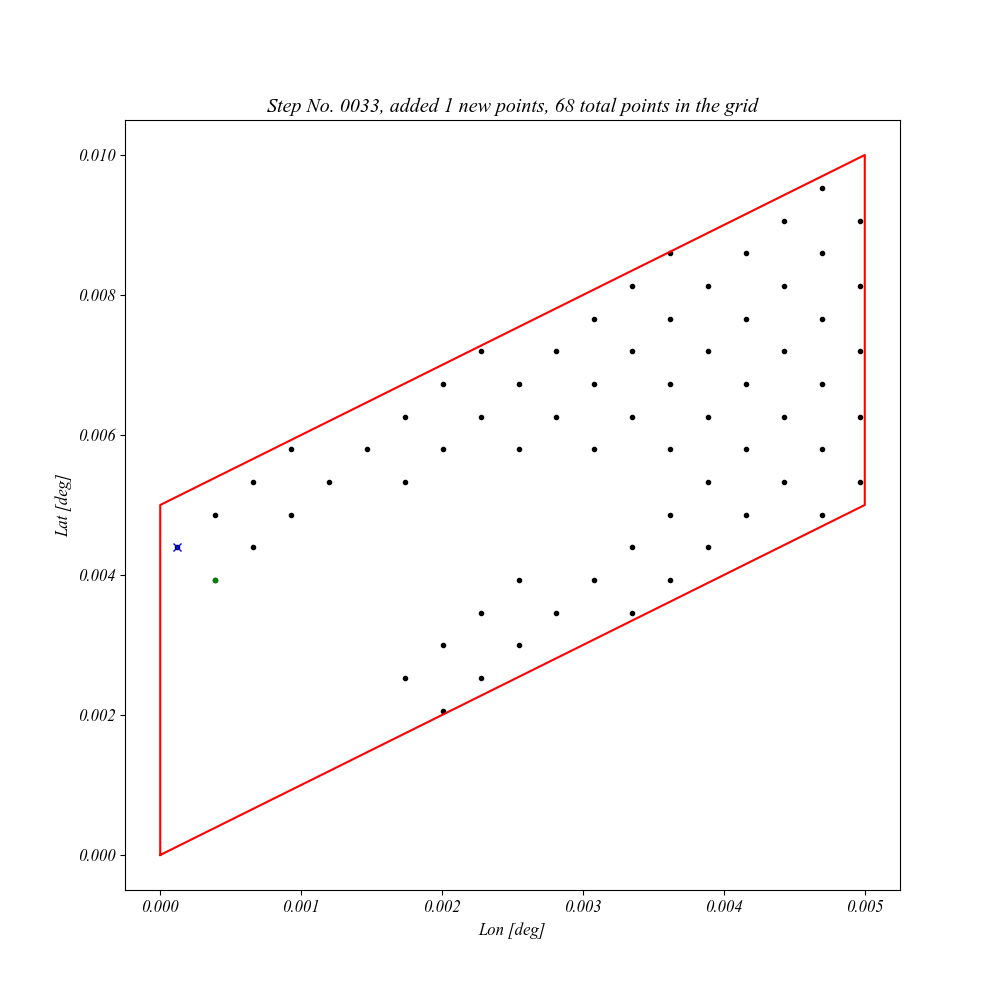 Step No. 0033, added 1 new points, 68 total points in the grid
0.010
0.008
0.006
0.004
0.002
0.000
Lat [deg]
0.000 0.001 0.002 0.003 0.004 0.005
Lon [deg]